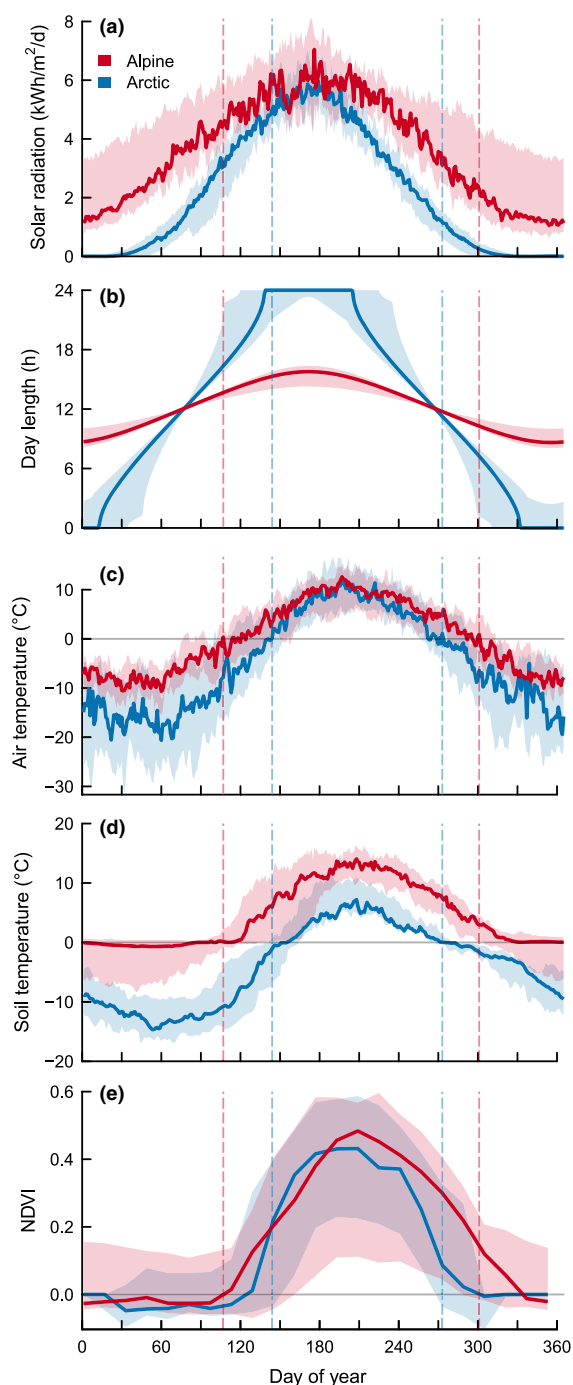 (a)
Alpine
Arctic
Solar radiation (kWh/m²/d)
8
6
4
2
0
(b)
Day length (h)
24
18
12
6
0
(c)
Air temperature (°C)
10
0
−10
−20
−30
(d)
Soil temperature (°C)
20
10
0
−10
−20
(e)
NDVI
0.6
0.4
0.2
0.0
0 60 120 180 240 300 360
Day of year